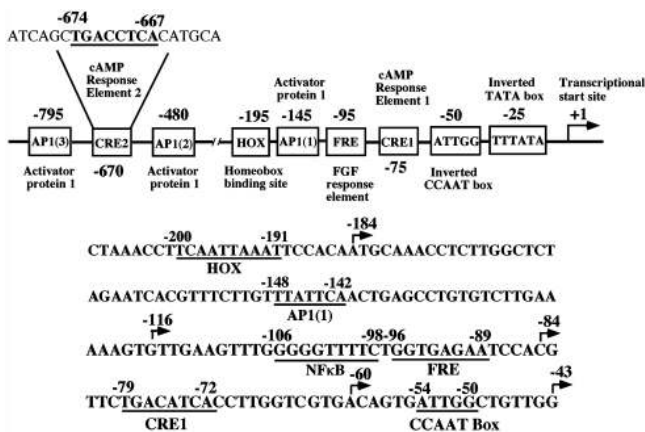 -674 -667
ATCAGCTGACCTCACATGCA
cAMP Response Element 2
Activator protein 1
cAMP Response Element 1
Inverted TATA box
Transcriptional start site
-795 -480 -195 -145 -95 -50 -25 +1
AP1(3) CRE2 AP1(2) // HOX AP1(1) FRE CRE1 ATTGG TTTATA
Activator protein 1
-670
Activator protein 1
Homeobox binding site
FGF response element
-75
Inverted CCAAT box
-200 -191 -184
CTAAACCTTCAATTAAATTCCACAATGCAAACCTCTTGGCTCT
HOX
-148 -142
AGAATCACGTTTCTTGTTTATTCAACTGAGCCTGTGTCTTGAA
AP1(1)
-116 -106 -98 -96 -89 -84
AAAGTGTTGAAGTTTGGGGGGTTTTCTGGTGAGAATCCACG
NFκB FRE
-79 -72 -60 -54 -50 -43
TTCTGACATCACCTTGGTCGTGACAGTGATTGGCTGTTGG
CRE1 CCAAT Box